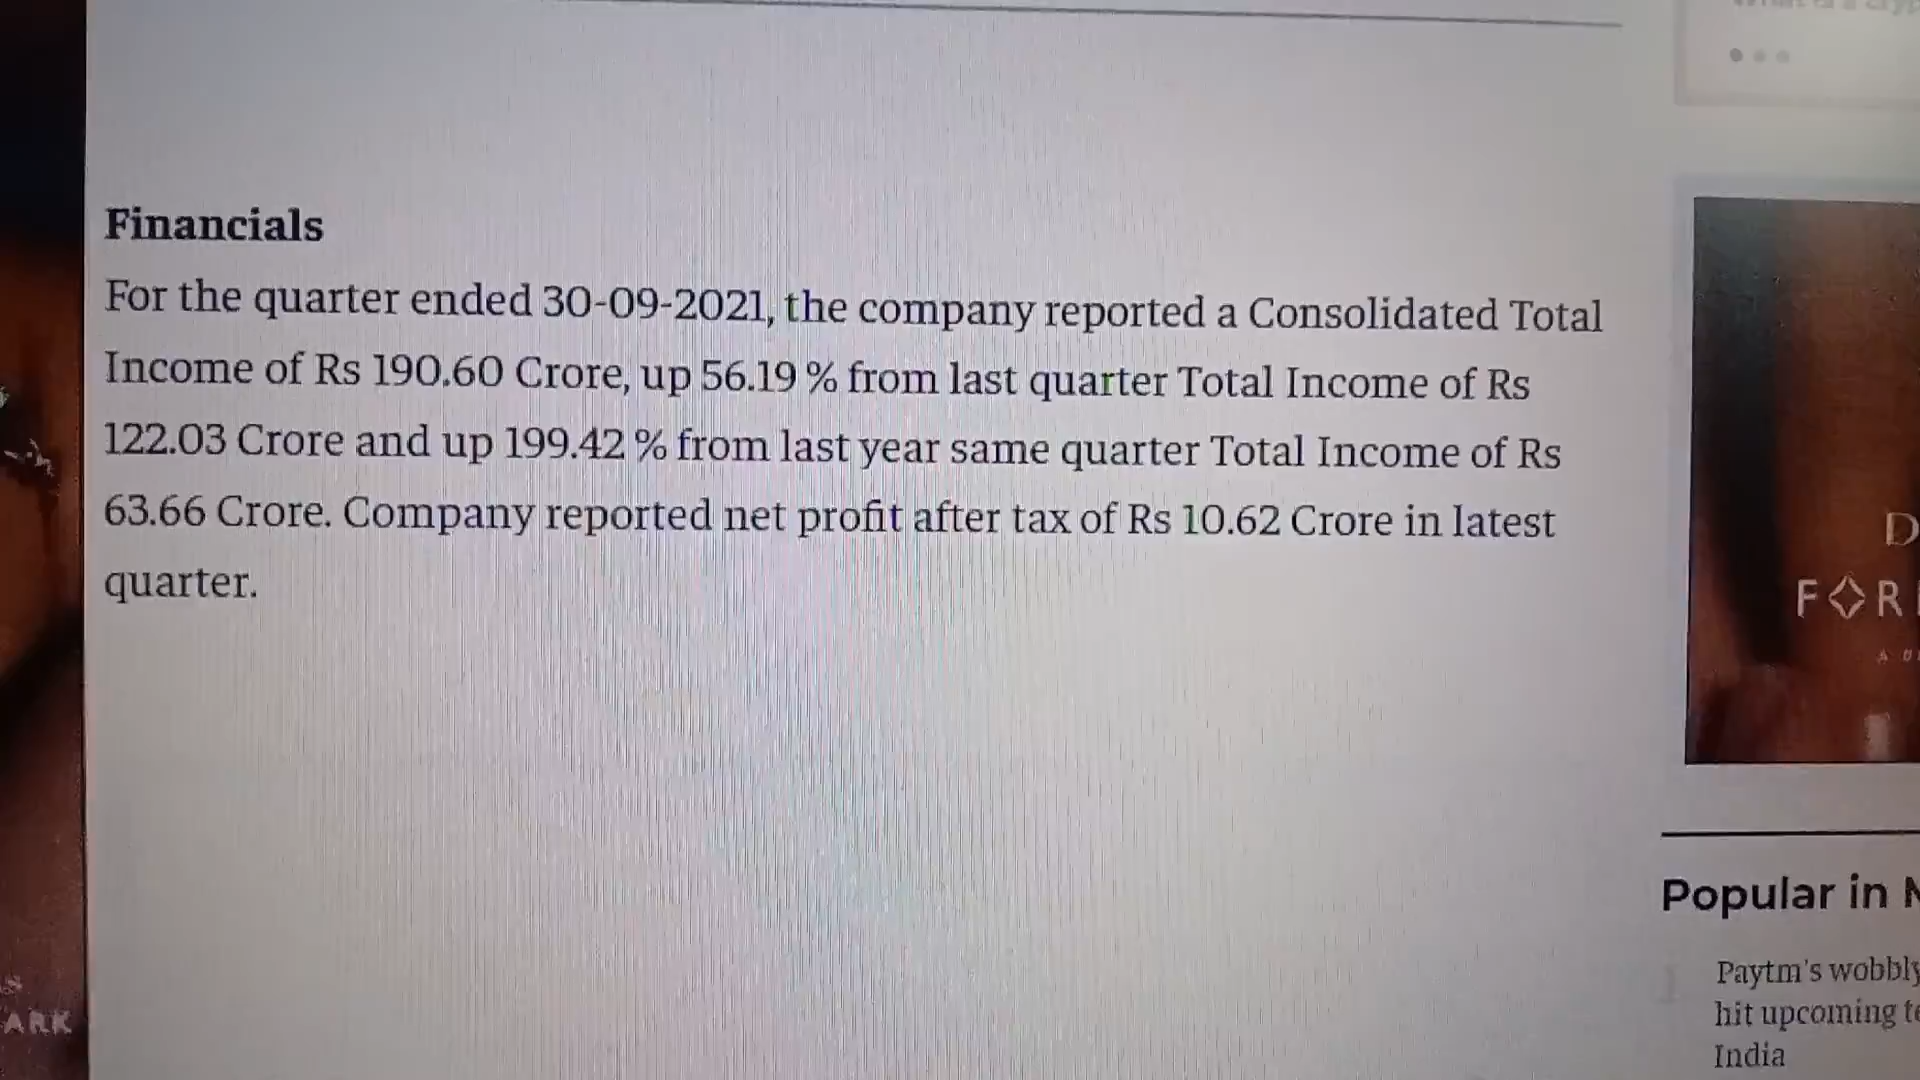 Financials
For the quarter ended 30-09-2021, the company reported a Consolidated Total
Income of Rs 190.60 Crore, up 56.19 % from last quarter Total Income of Rs
122.03 Crore and up 199.42 % from last year same quarter Total Income of Rs
63.66 Crore. Company reported net profit after tax of Rs 10.62 Crore in latest
quarter.
Popular in
Paytm's wobbly
hit upcoming
India
ARK